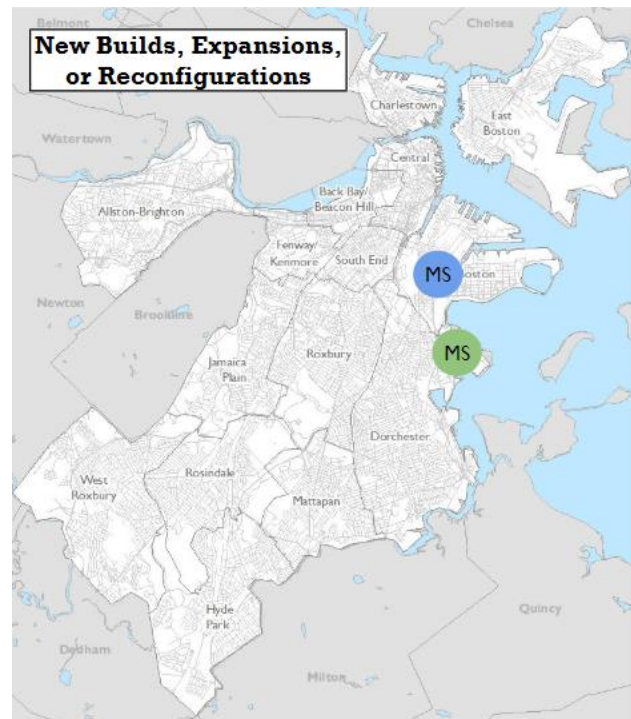 Belmont
Chelsea
New Builds, Expansions,
or Reconfigurations
Charlestown
East
Boston
Watertown
Central
Back Bay/
Beacon Hill
Allston-Brighton
Fenway/
Kenmore
South End
MS
oston
Newton
Brookline
MS
Jamaica
Plain
Roxbury
Dorchester
West
Roxbury
Rosindale
Mattapan
Hyde
Park
Quincy
Dedham
Milton